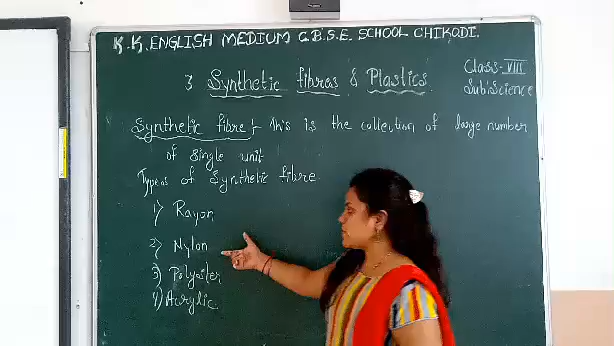 K.K. ENGLISH MEDIUM C.B.S.E. SCHOOL CHIKODI.
Class-VIII
3 Synthetic fibres & Plastics
Sub:Science
Synthetic fibre :- This is the collection of large number
of single unit
Types of Synthetic fibre
1) Rayon
2) Nylon
3) Polyster
4) Acrylic